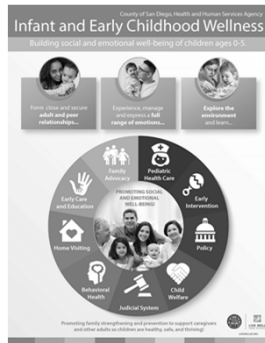 County of San Diego, Health and Human Services Agency
Infant and Early Childhood Wellness
Building social and emotional well-being of children ages 0-5.
Form close and secure
adult and peer
relationships...
Experience, manage
and express a full
range of emotions...
Explore the
environment
and learn...
Family
Advocacy
Pediatric
Health Care
Early Care
and Education
PROMOTING SOCIAL
AND EMOTIONAL
WELL-BEING!
Early
Intervention
Home Visiting
Policy
Behavioral
Health
Child
Welfare
Judicial System
Promoting family strengthening and prevention to support caregivers
and other adults so children are healthy, safe, and thriving!
LIVE WELL